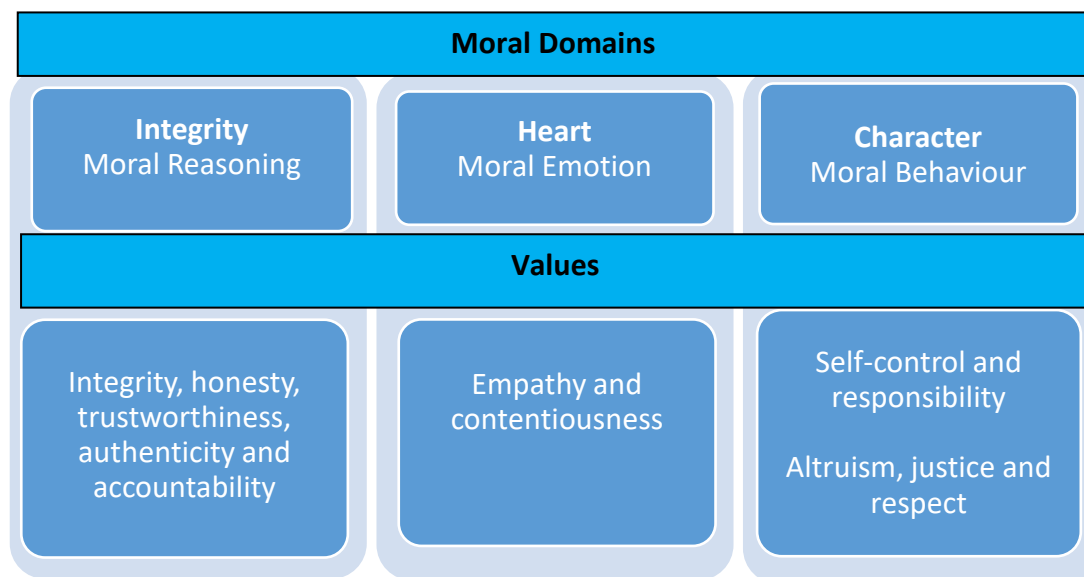 Moral Domains
Integrity
Moral Reasoning
Heart
Moral Emotion
Character
Moral Behaviour
Values
Integrity, honesty,
trustworthiness,
authenticity and
accountability
Empathy and
contentiousness
Self-control and
responsibility
Altruism, justice and
respect